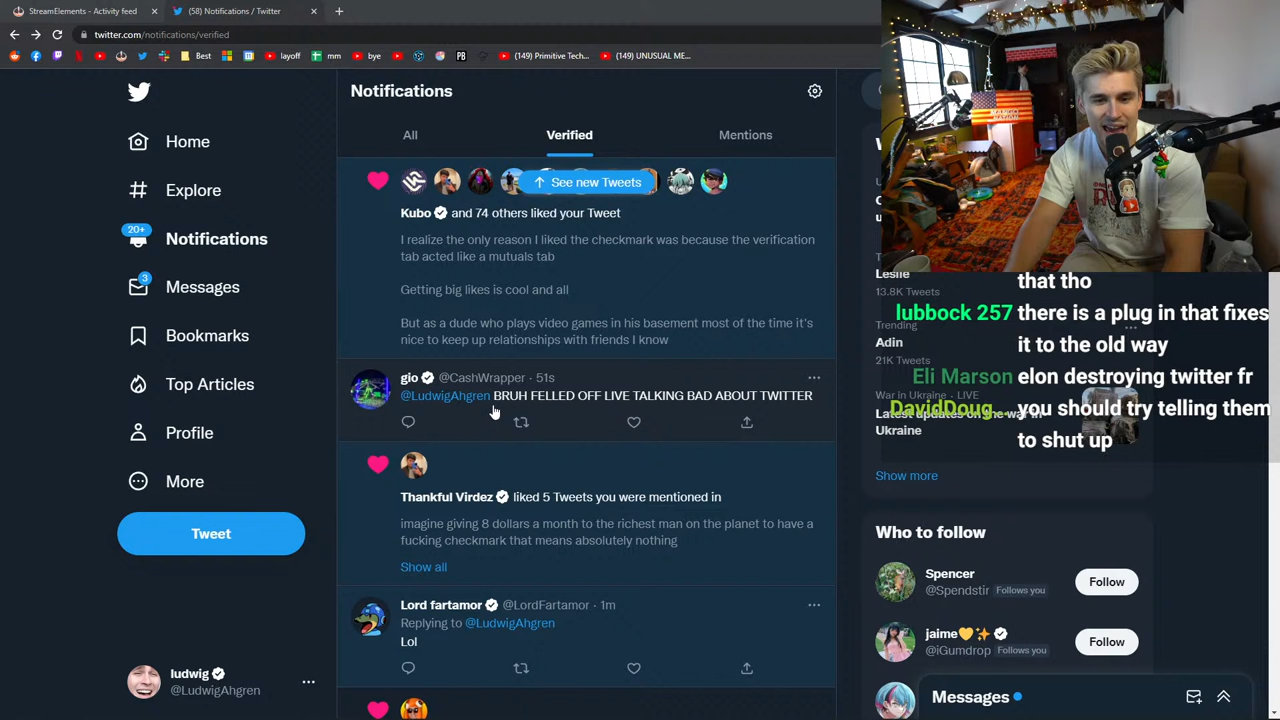 StreamElements - Activity feed
(58) Notifications / Twitter
twitter.com/notifications/verified
Best
layoff
mm
bye
bye
PB
(149) Primitive Tech...
(149) UNUSUAL ME...
Home
Explore
20+
Notifications
3
Messages
Bookmarks
Top Articles
Profile
More
Tweet
ludwig
@LudwigAhgren
Notifications
All
Verified
Mentions
See new Tweets
Kubo and 74 others liked your Tweet
I realize the only reason I liked the checkmark was because the verification
tab acted like a mutuals tab
Getting big likes is cool and all
But as a dude who plays video games in his basement most of the time it's
nice to keep up relationships with friends I know
gio @CashWrapper · 51s
@LudwigAhgren BRUH FELLED OFF LIVE TALKING BAD ABOUT TWITTER
Thankful Virdez liked 5 Tweets you were mentioned in
imagine giving 8 dollars a month to the richest man on the planet to have a
fucking checkmark that means absolutely nothing
Show all
Lord fartamor @LordFartamor · 1m
Replying to @LudwigAhgren
Lol
that tho
lubbock 257 there is a plug in that fixes
it to the old way
Eli Marson elon destroying twitter fr
DavidDoug... you should try telling them
to shut up
Leslie
13.8K Tweets
Trending
Adin
21K Tweets
War in Ukraine · LIVE
Latest updates on the war in
Ukraine
Show more
Who to follow
Spencer
@Spendstir Follows you
Follow
jaime
@iGumdrop Follows you
Follow
Messages